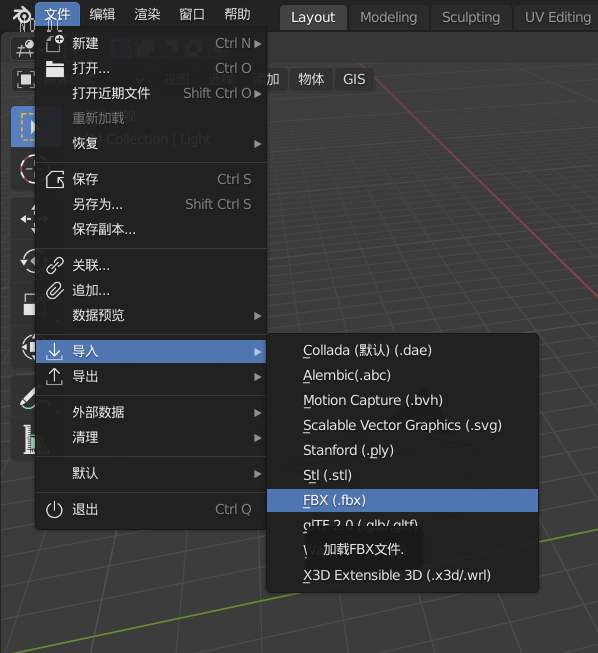 文件 编辑 渲染 窗口 帮助 Layout Modeling Sculpting UV Editing
新建 Ctrl N
打开... Ctrl O
加 物体 GIS
打开近期文件 Shift Ctrl O
重新加载
Collection | Light
恢复
保存 Ctrl S
另存为... Shift Ctrl S
保存副本...
关联...
追加...
数据预览
导入
导出
外部数据
清理
默认
退出 Ctrl Q
Collada (默认) (.dae)
Alembic(.abc)
Motion Capture (.bvh)
Scalable Vector Graphics (.svg)
Stanford (.ply)
Stl (.stl)
FBX (.fbx)
glTF 2.0 (.glb/.gltf)
加载FBX文件.
X3D Extensible 3D (.x3d/.wrl)